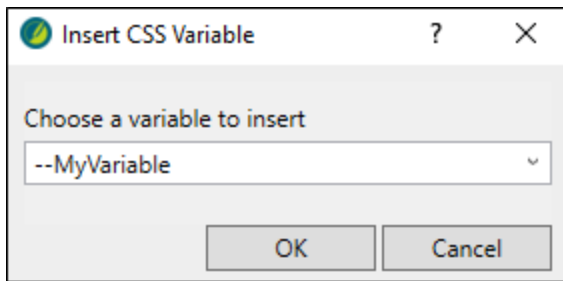 Insert CSS Variable ?
Choose a variable to insert
--MyVariable
OK Cancel